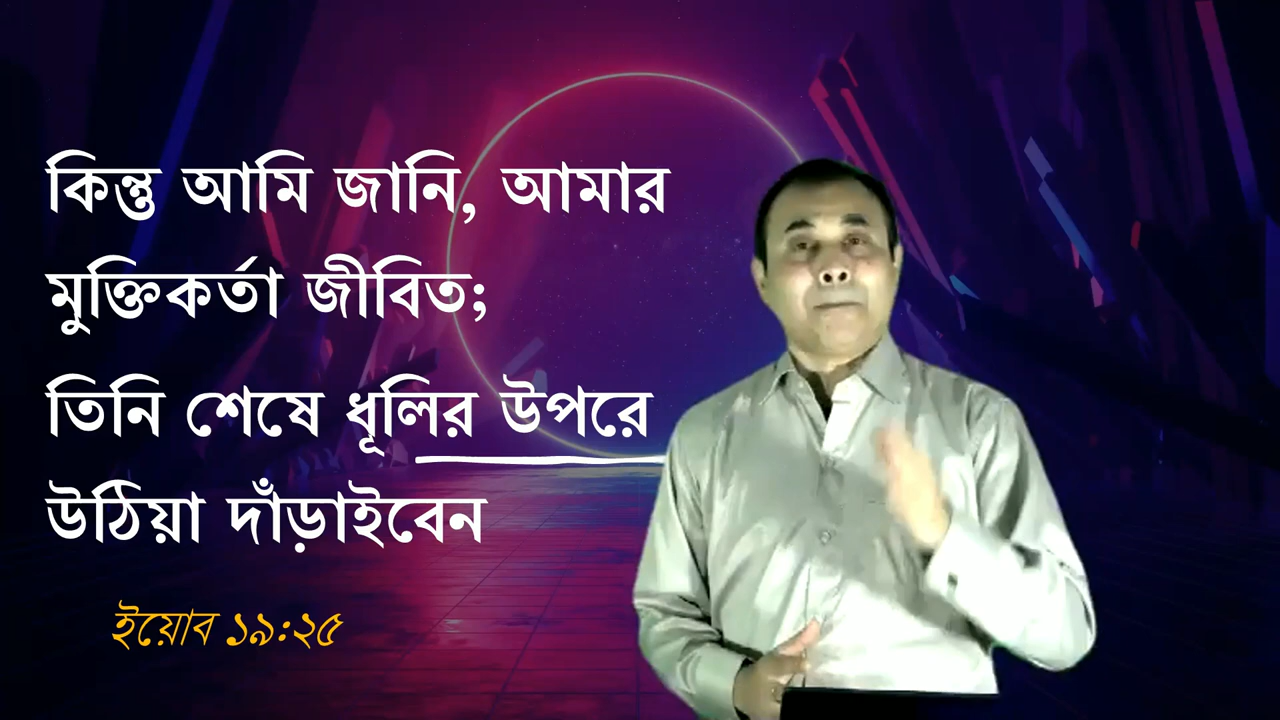 কিন্তু আমি জানি, আমার
মুক্তিকর্তা জীবিত;
তিনি শেষে ধূলির উপরে
উঠিয়া দাঁড়াইবেন
ইয়োব ১৯:২৫